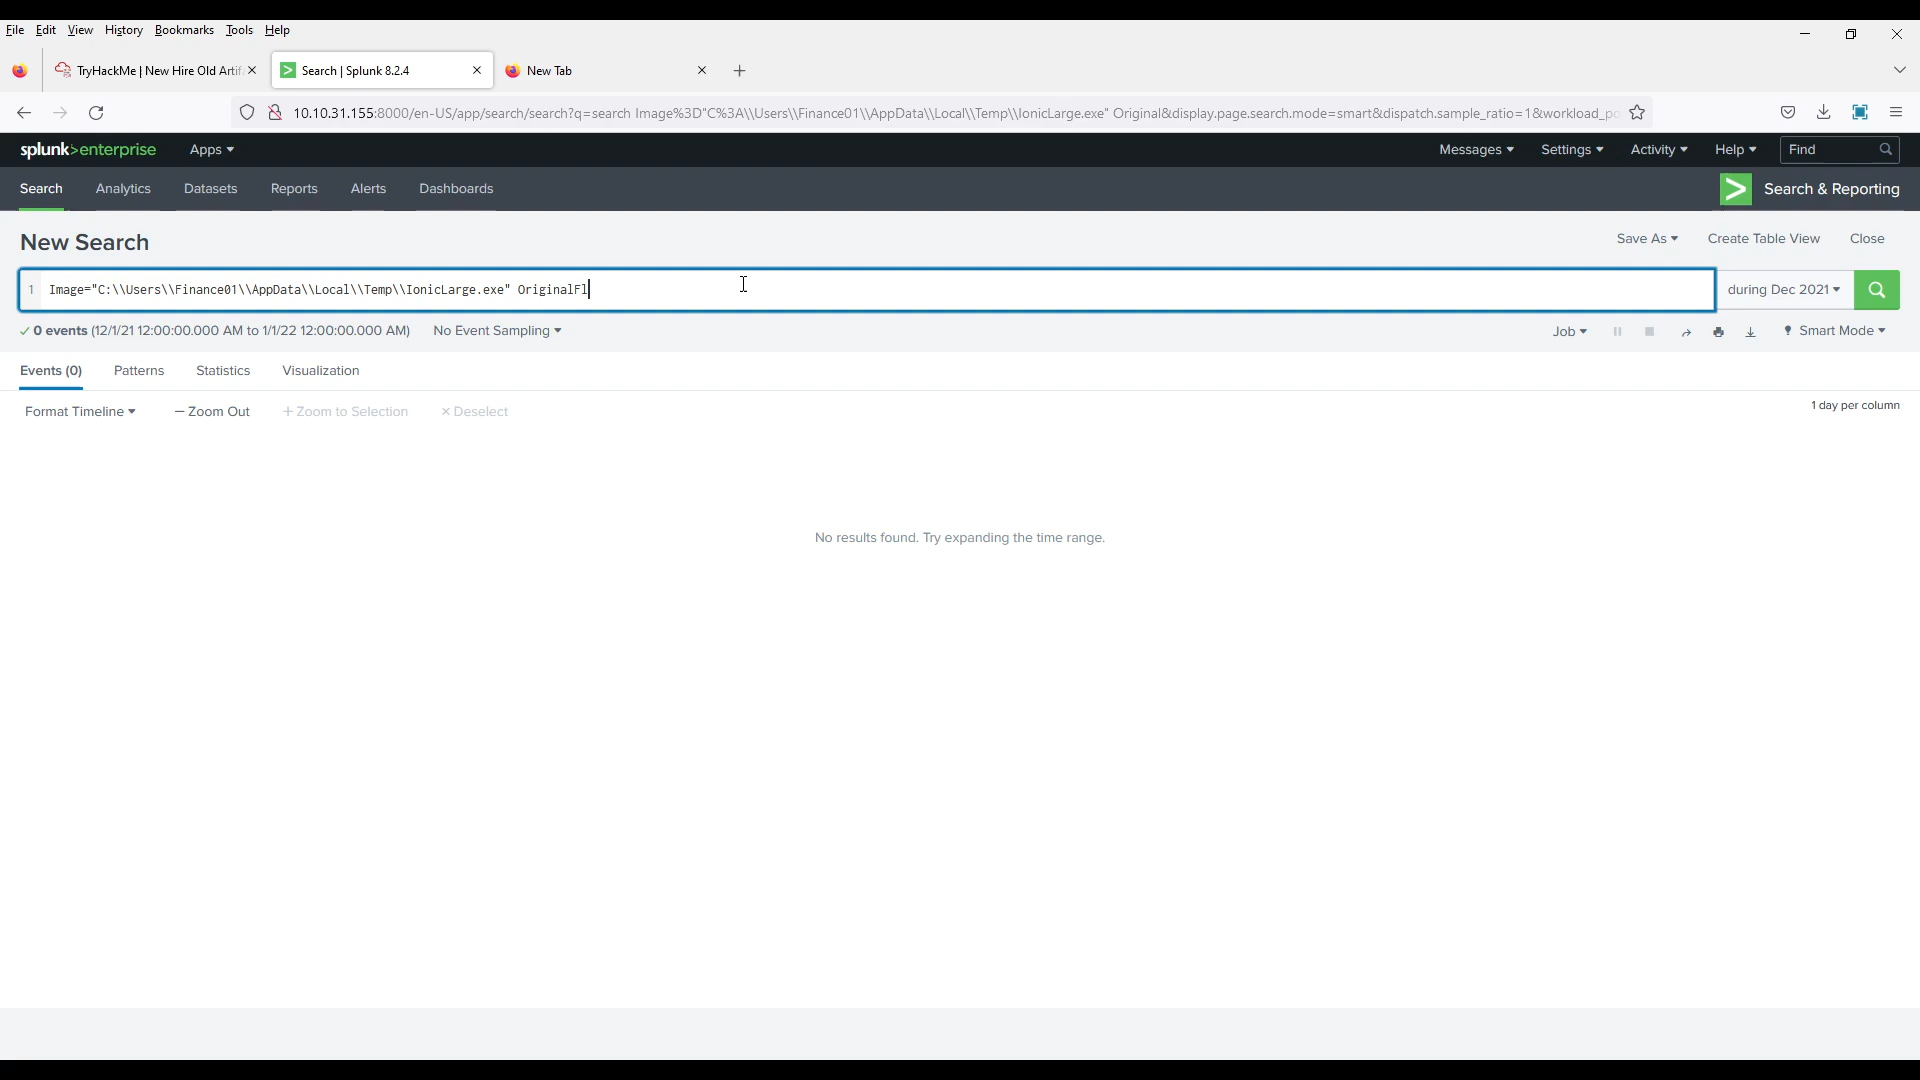 File Edit View History Bookmarks Tools Help
TryHackMe | New Hire Old Artif
Search | Splunk 8.2.4
New Tab
10.10.31.155:8000/en-US/app/search/search?q=search Image%3D"C%3A\\Users\\Finance01\\AppData\\Local\\Temp\\IonicLarge.exe" Original&display.page.search.mode=smart&dispatch.sample_ratio=1&workload_po
splunk>enterprise Apps Messages Settings Activity Help Find
Search Analytics Datasets Reports Alerts Dashboards Search & Reporting
New Search Save As Create Table View Close
1 Image="C:\\Users\\Finance01\\AppData\\Local\\Temp\\IonicLarge.exe" OriginalFl during Dec 2021
✓ 0 events (12/1/21 12:00:00.000 AM to 1/1/22 12:00:00.000 AM) No Event Sampling Job Smart Mode
Events (0) Patterns Statistics Visualization
Format Timeline — Zoom Out + Zoom to Selection × Deselect 1 day per column
No results found. Try expanding the time range.